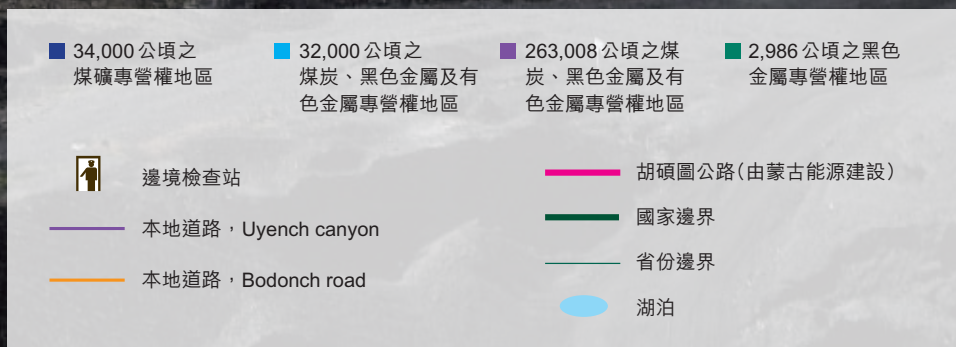 34,000 公頃之
煤礦專營權地區
32,000 公頃之
煤炭、黑色金屬及有
色金屬專營權地區
263,008 公頃之煤
炭、黑色金屬及有
色金屬專營權地區
2,986 公頃之黑色
金屬專營權地區
邊境檢查站
本地道路，Uyench canyon
本地道路，Bodonch road
胡碩圖公路（由蒙古能源建設）
國家邊界
省份邊界
湖泊